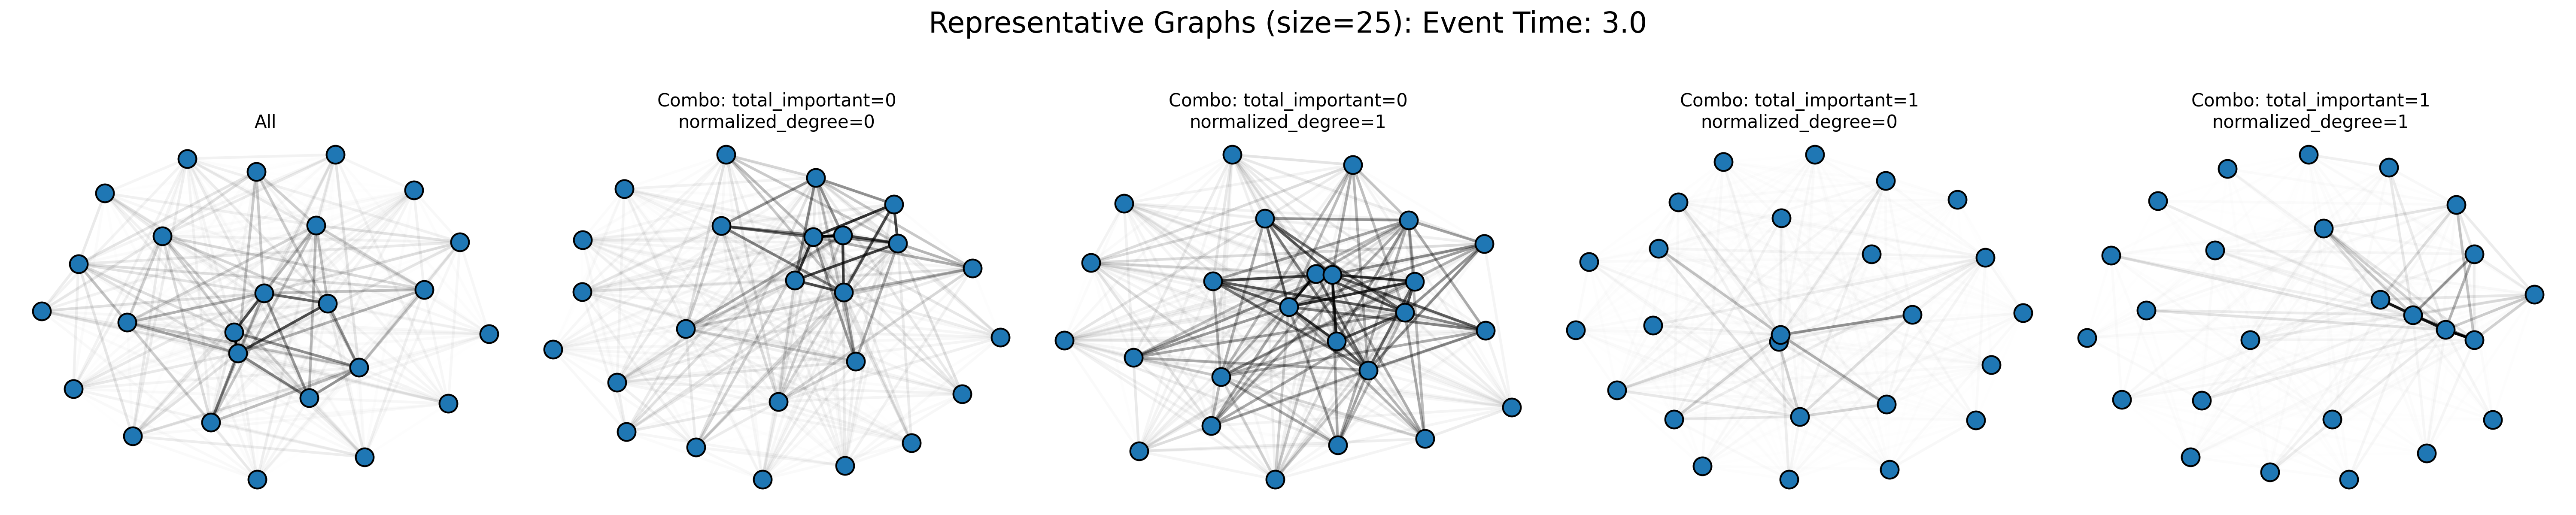 Representative Graphs (size=25): Event Time: 3.0
All
Combo: total_important=0
normalized_degree=0
Combo: total_important=0
normalized_degree=1
Combo: total_important=1
normalized_degree=0
Combo: total_important=1
normalized_degree=1